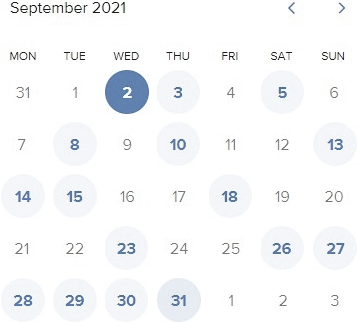 September 2021
MON TUE WED THU FRI SAT SUN
31 1 2 3 4 5 6
7 8 9 10 11 12 13
14 15 16 17 18 19 20
21 22 23 24 25 26 27
28 29 30 31 1 2 3